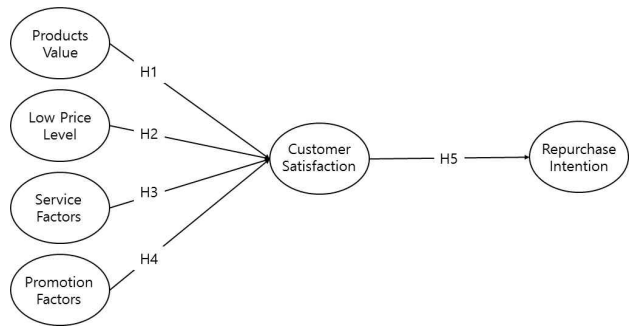 Products
Value
H1
Low Price
Level
H2
Customer
Satisfaction
H5
Repurchase
Intention
Service
Factors
H3
Promotion
Factors
H4